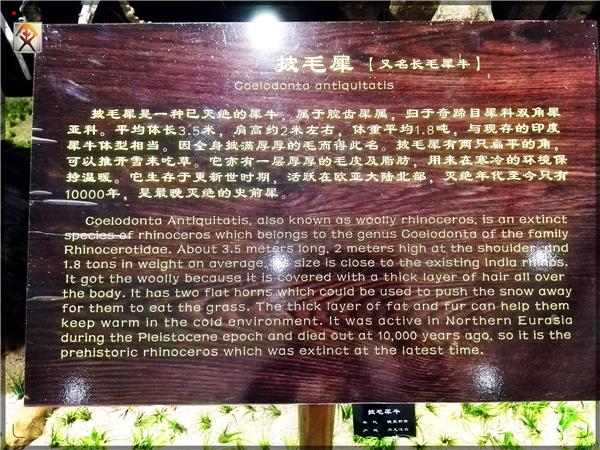 披毛犀【又名长毛犀牛】
Coelodonta antiquitatis
披毛犀是一种已灭绝的犀牛，属于腔齿犀属，归于奇蹄目犀科双角犀
亚科。平均体长3.5米，肩高约2米左右，体重平均1.8吨，与现存的印度
犀牛体型相当。因全身披满厚厚的毛而得此名。披毛犀有两只扁平的角，
可以推开雪来吃草。它亦有一层厚厚的毛皮及脂肪，用来在寒冷的环境保
持温暖。它生存于更新世时期，活跃在欧亚大陆北部，灭绝年代至今只有
10000年，是最晚灭绝的史前犀。
Coelodonta Antiquitatis, also known as woolly rhinoceros, is an extinct
species of rhinoceros which belongs to the genus Coelodonta of the family
Rhinocerotidae. About 3.5 meters long, 2 meters high at the shoulder, and
1.8 tons in weight on average, its size is close to the existing India rhinos.
It got the woolly because it is covered with a thick layer of hair all over
the body. It has two flat horns which could be used to push the snow away
for them to eat the grass. The thick layer of fat and fur can help them
keep warm in the cold environment. It was active in Northern Eurasia
during the Pleistocene epoch and died out at 10,000 years ago, so it is the
prehistoric rhinoceros which was extinct at the latest time.
披毛犀牛